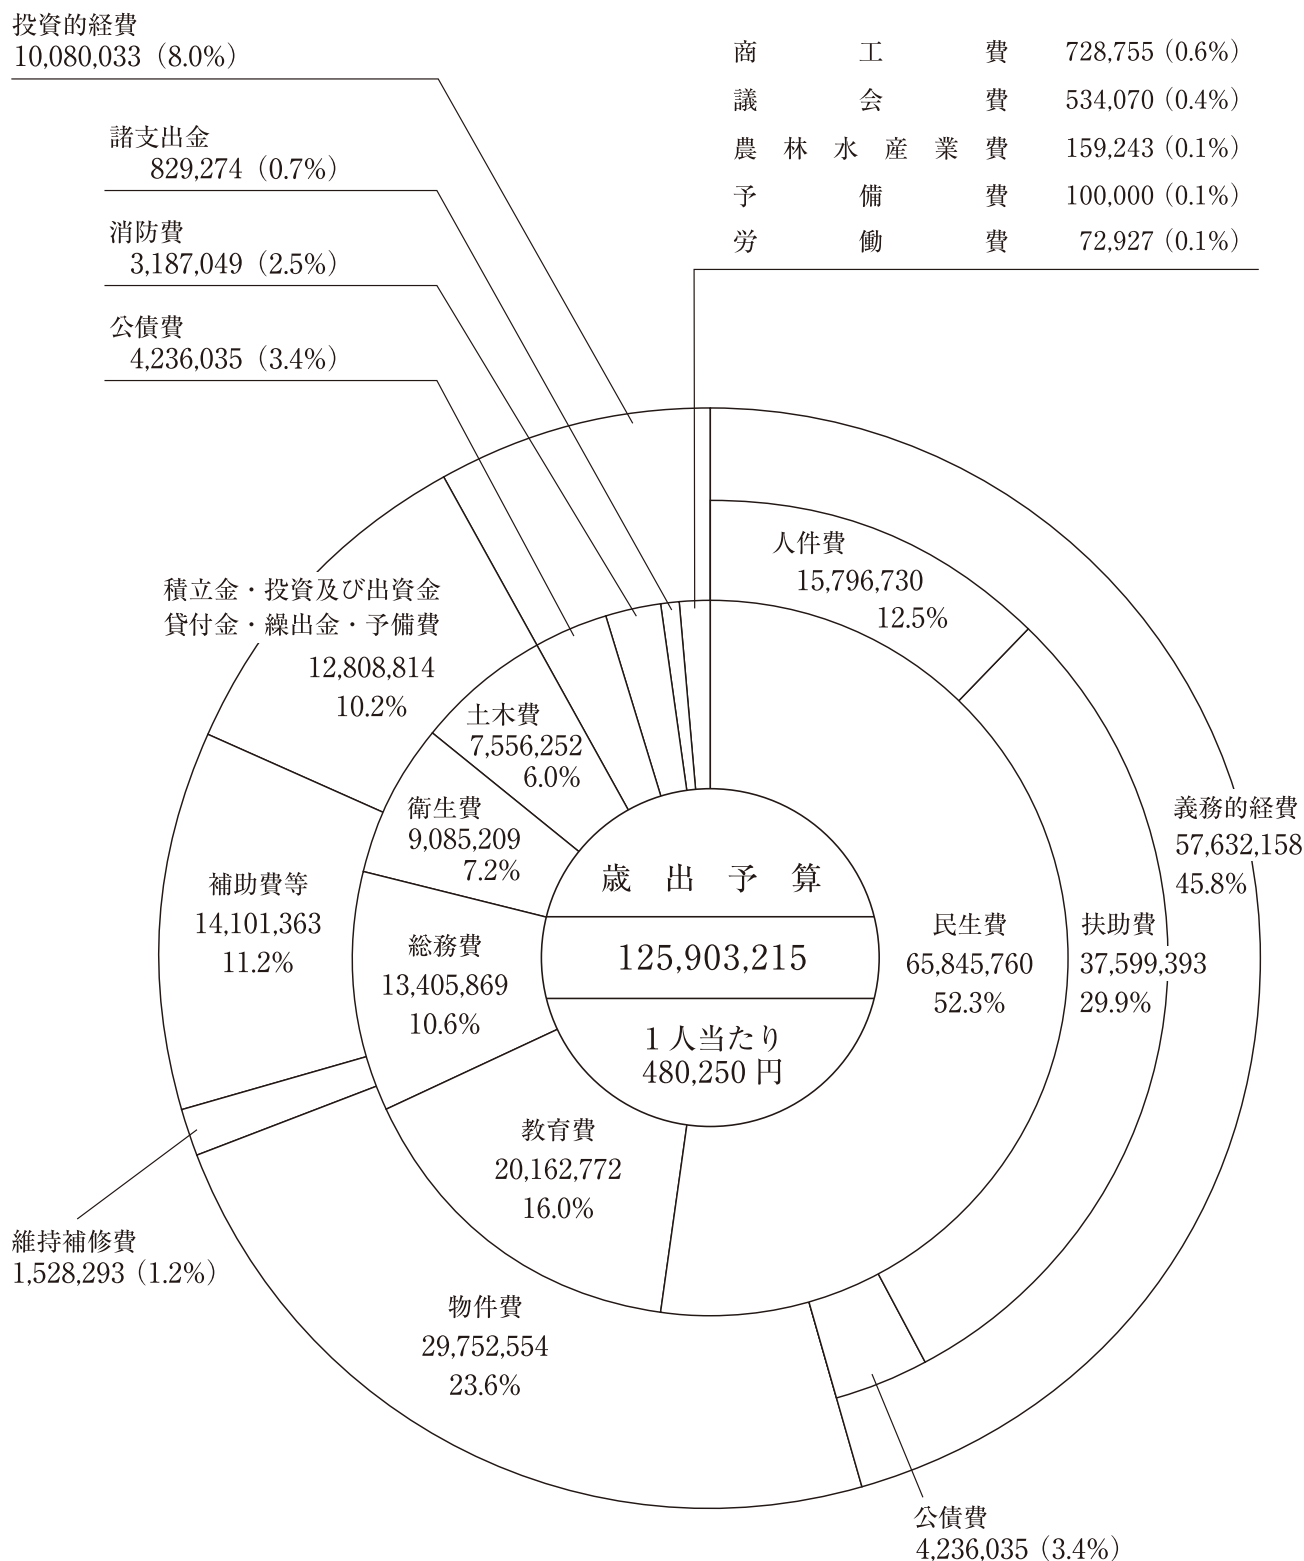 投資的経費
10,080,033（8.0%）
諸支出金
829,274（0.7%）
消防費
3,187,049（2.5%）
公債費
4,236,035（3.4%）
商工費 728,755（0.6%）
議会費 534,070（0.4%）
農林水産業費 159,243（0.1%）
予備費 100,000（0.1%）
労働費 72,927（0.1%）
人件費
15,796,730
12.5%
積立金・投資及び出資金
貸付金・繰出金・予備費
12,808,814
10.2%
土木費
7,556,252
6.0%
衛生費
9,085,209
7.2%
義務的経費
57,632,158
45.8%
補助費等
14,101,363
11.2%
総務費
13,405,869
10.6%
歳出予算
125,903,215
1人当たり
480,250円
民生費
65,845,760
52.3%
扶助費
37,599,393
29.9%
教育費
20,162,772
16.0%
維持補修費
1,528,293（1.2%）
物件費
29,752,554
23.6%
公債費
4,236,035（3.4%）